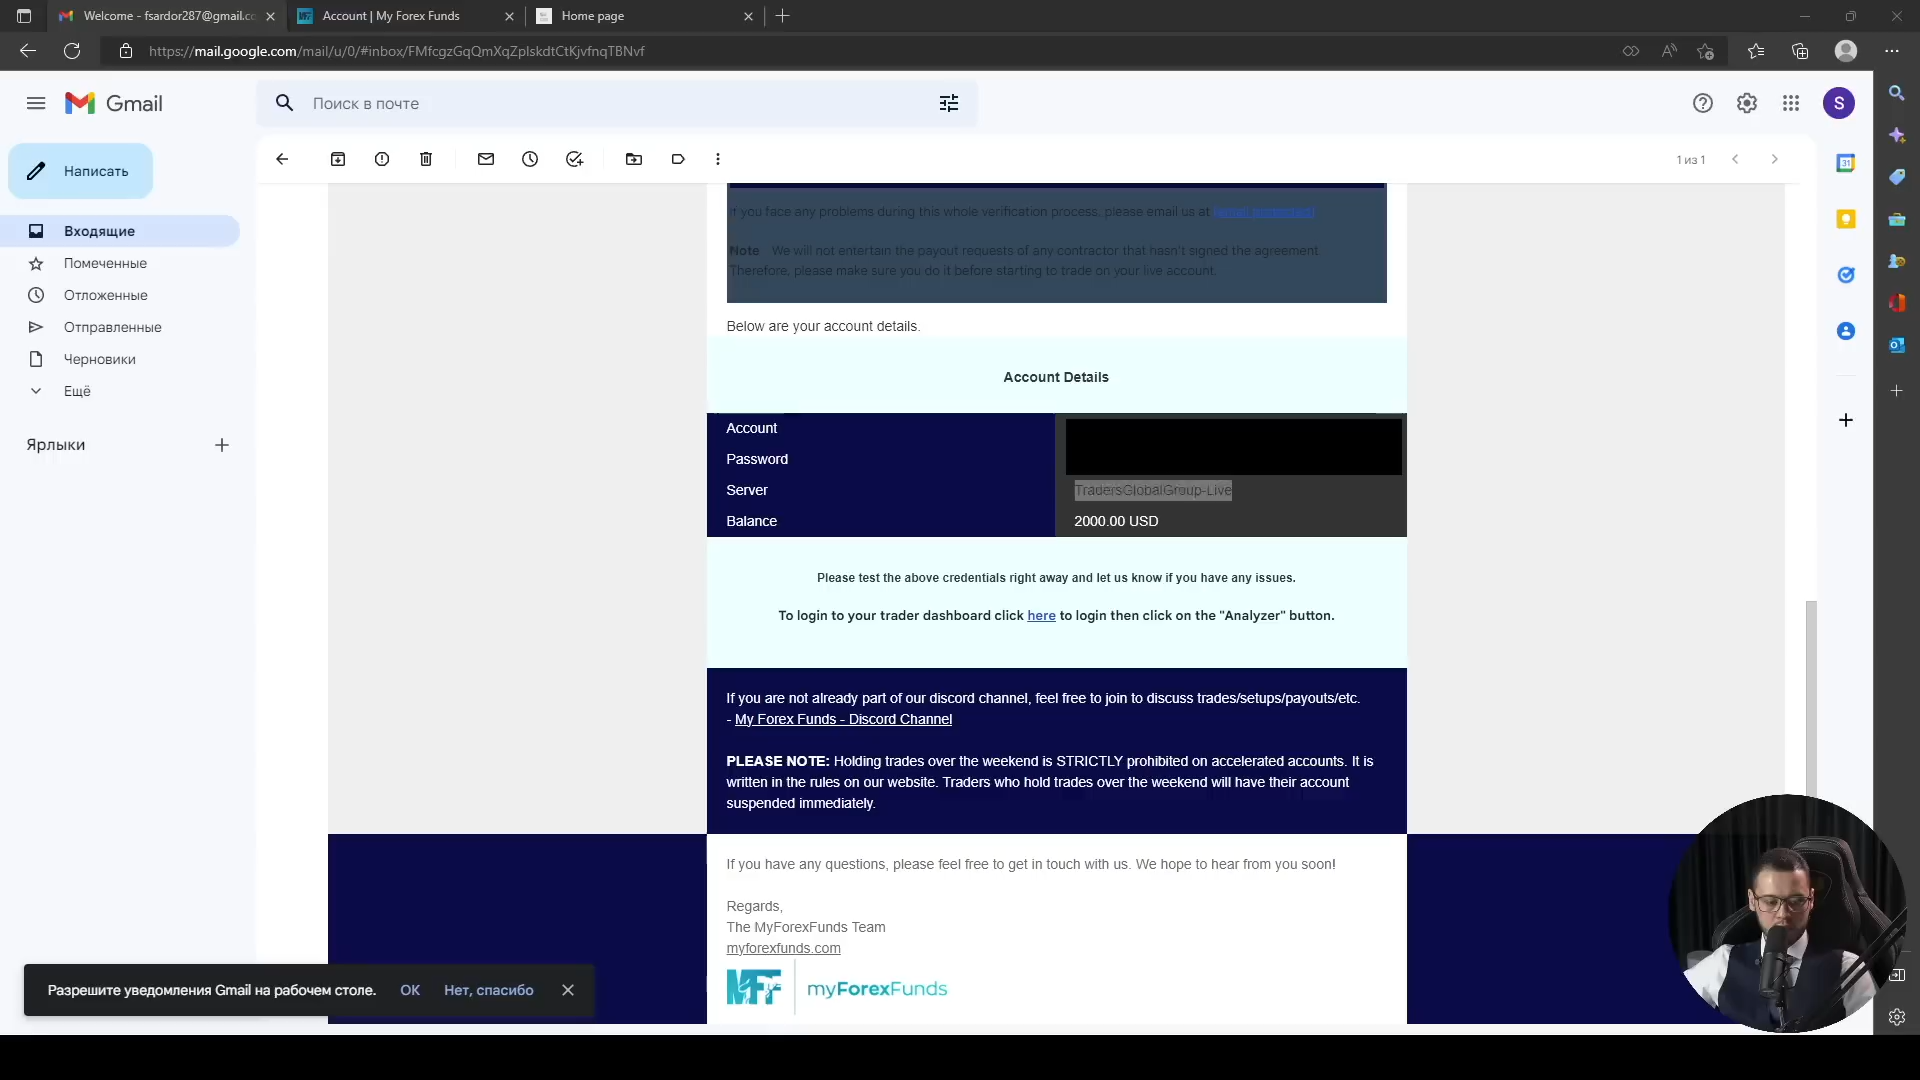 Welcome - fsardor287@gmail.co
Account | My Forex Funds
Home page
https://mail.google.com/mail/u/0/#inbox/FMfcgzGqQmXqZplskdtCtKjvfnqTBNvf
Gmail
Поиск в почте
S
Написать
1 из 1
Входящие
Помеченные
Отложенные
Отправленные
Черновики
Ещё
Ярлыки
If you face any problems during this whole verification process, please email us at [email protected]
Note We will not entertain the payout requests of any contractor that hasn't signed the agreement.
Therefore, please make sure you do it before starting to trade on your live account.
Below are your account details.
Account Details
Account
Password
Server TradersGlobalGroup-Live
Balance 2000.00 USD
Please test the above credentials right away and let us know if you have any issues.
To login to your trader dashboard click here to login then click on the "Analyzer" button.
If you are not already part of our discord channel, feel free to join to discuss trades/setups/payouts/etc.
- My Forex Funds - Discord Channel
PLEASE NOTE: Holding trades over the weekend is STRICTLY prohibited on accelerated accounts. It is
written in the rules on our website. Traders who hold trades over the weekend will have their account
suspended immediately.
If you have any questions, please feel free to get in touch with us. We hope to hear from you soon!
Regards,
The MyForexFunds Team
myforexfunds.com
MFF myForexFunds
Разрешите уведомления Gmail на рабочем столе. ОК Нет, спасибо
31